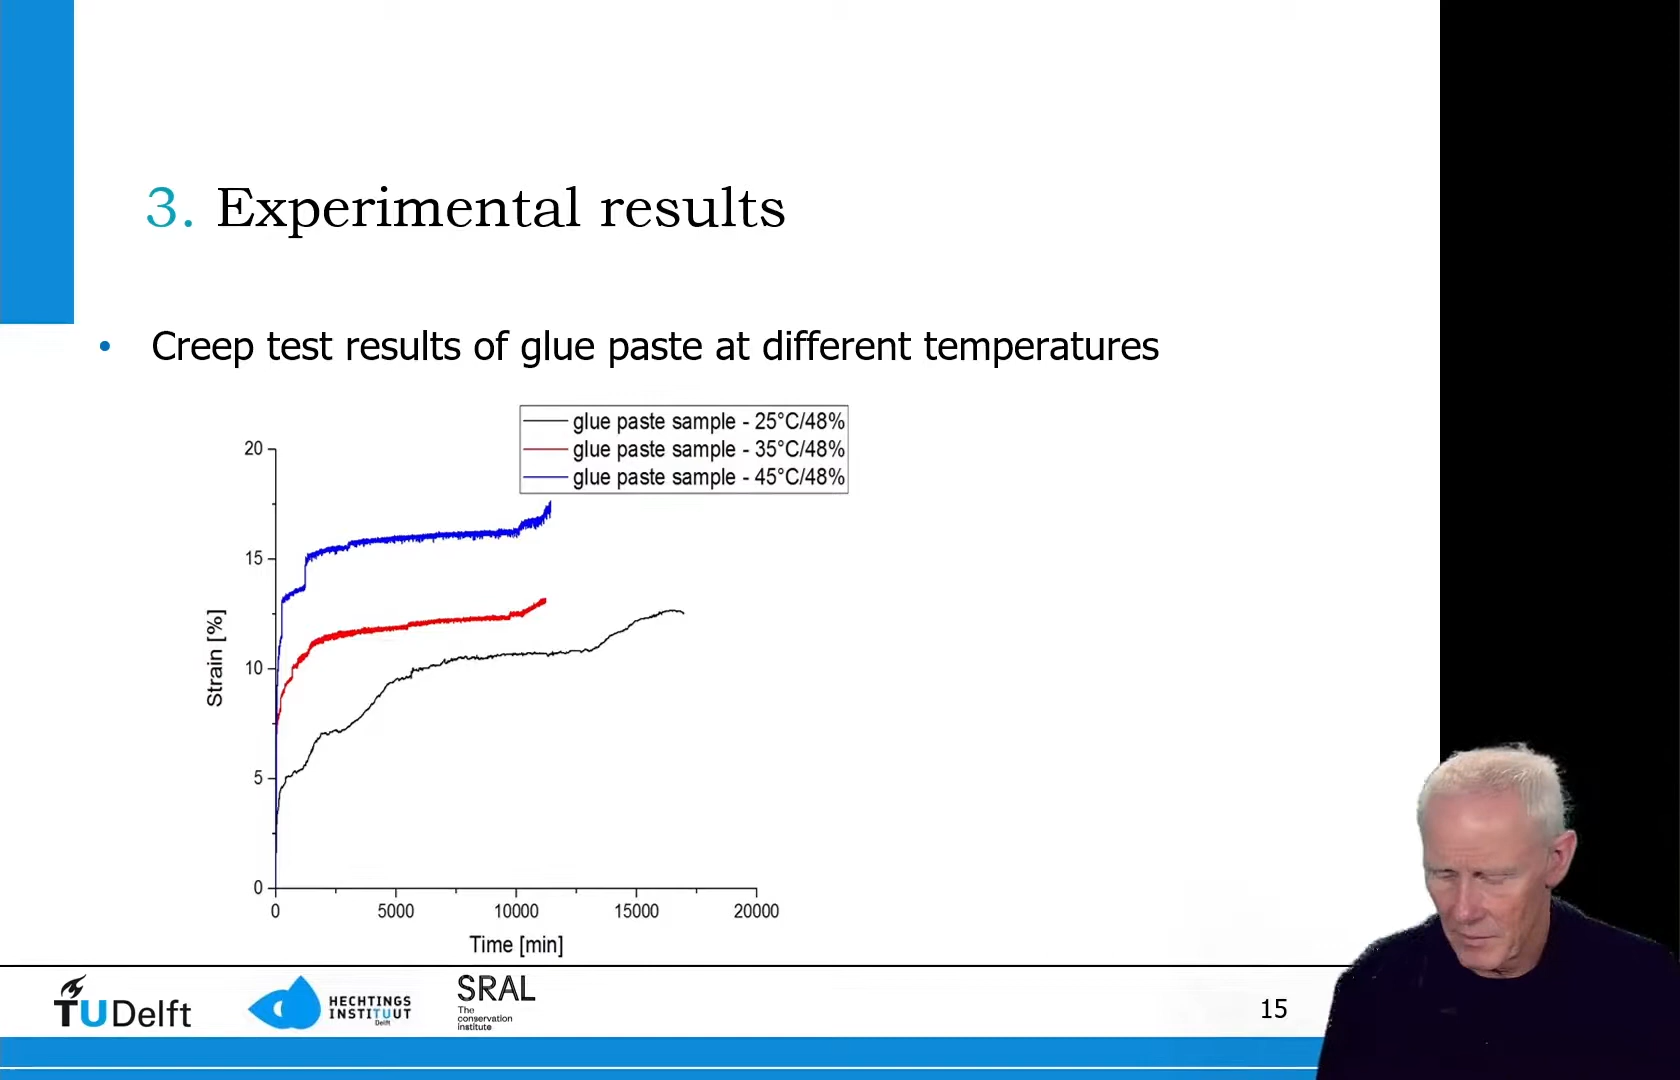 3. Experimental results
• Creep test results of glue paste at different temperatures
glue paste sample - 25°C/48%
glue paste sample - 35°C/48%
glue paste sample - 45°C/48%
20
15
10
5
0
Strain [%]
0 5000 10000 15000 20000
Time [min]
TU Delft
HECHTINGS
INSTITUUT
Delft
SRAL
The
conservation
institute
15